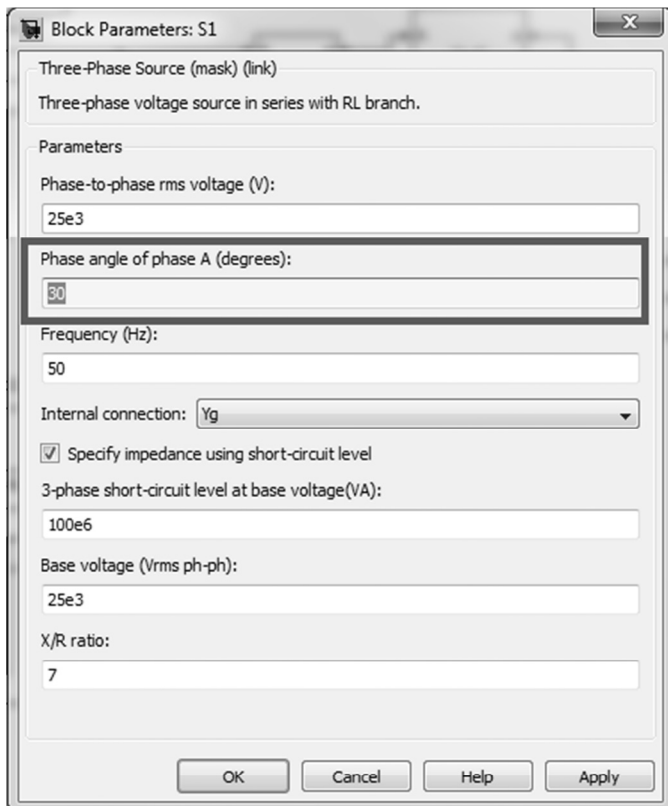 Block Parameters: S1
Three-Phase Source (mask) (link)
Three-phase voltage source in series with RL branch.
Parameters
Phase-to-phase rms voltage (V):
25e3
Phase angle of phase A (degrees):
30
Frequency (Hz):
50
Internal connection: Yg
Specify impedance using short-circuit level
3-phase short-circuit level at base voltage(VA):
100e6
Base voltage (Vrms ph-ph):
25e3
X/R ratio:
7
OK Cancel Help Apply